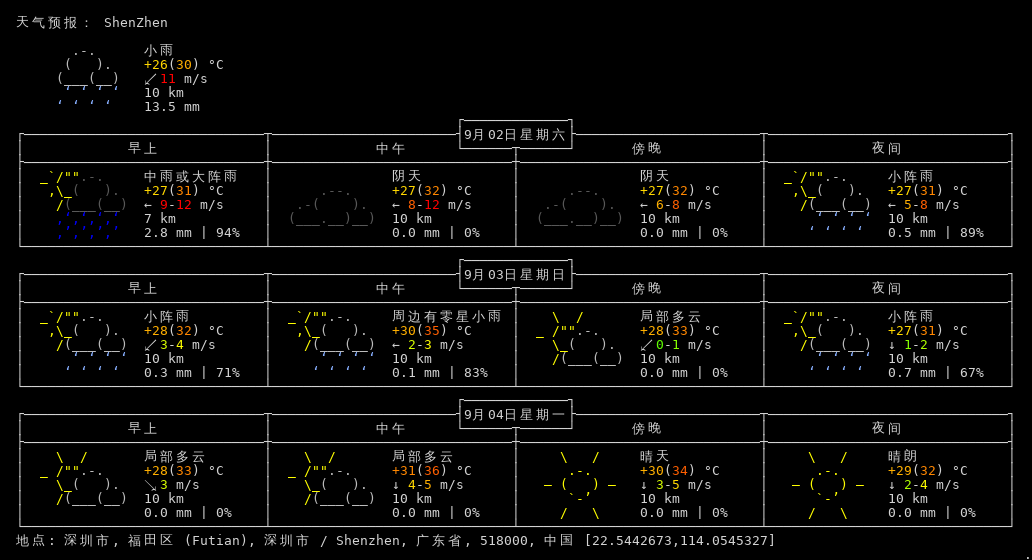 天气预报： ShenZhen
小雨
+26(30) °C
↙ 11 m/s
10 km
13.5 mm
9月02日星期六
早上 中午 傍晚 夜间
中雨或大阵雨 阴天 阴天 小阵雨
+27(31) °C +27(32) °C +27(32) °C +27(31) °C
← 9-12 m/s ← 8-12 m/s ← 6-8 m/s ← 5-8 m/s
7 km 10 km 10 km 10 km
2.8 mm | 94% 0.0 mm | 0% 0.0 mm | 0% 0.5 mm | 89%
9月03日星期日
早上 中午 傍晚 夜间
小阵雨 周边有零星小雨 局部多云 小阵雨
+28(32) °C +30(35) °C +28(33) °C +27(31) °C
↙ 3-4 m/s ← 2-3 m/s ↙ 0-1 m/s ↓ 1-2 m/s
10 km 10 km 10 km 10 km
0.3 mm | 71% 0.1 mm | 83% 0.0 mm | 0% 0.7 mm | 67%
9月04日星期一
早上 中午 傍晚 夜间
局部多云 局部多云 晴天 晴朗
+28(33) °C +31(36) °C +30(34) °C +29(32) °C
↘ 3 m/s ↓ 4-5 m/s ↓ 3-5 m/s ↓ 2-4 m/s
10 km 10 km 10 km 10 km
0.0 mm | 0% 0.0 mm | 0% 0.0 mm | 0% 0.0 mm | 0%
地点: 深圳市, 福田区 (Futian), 深圳市 / Shenzhen, 广东省, 518000, 中国 [22.5442673,114.0545327]